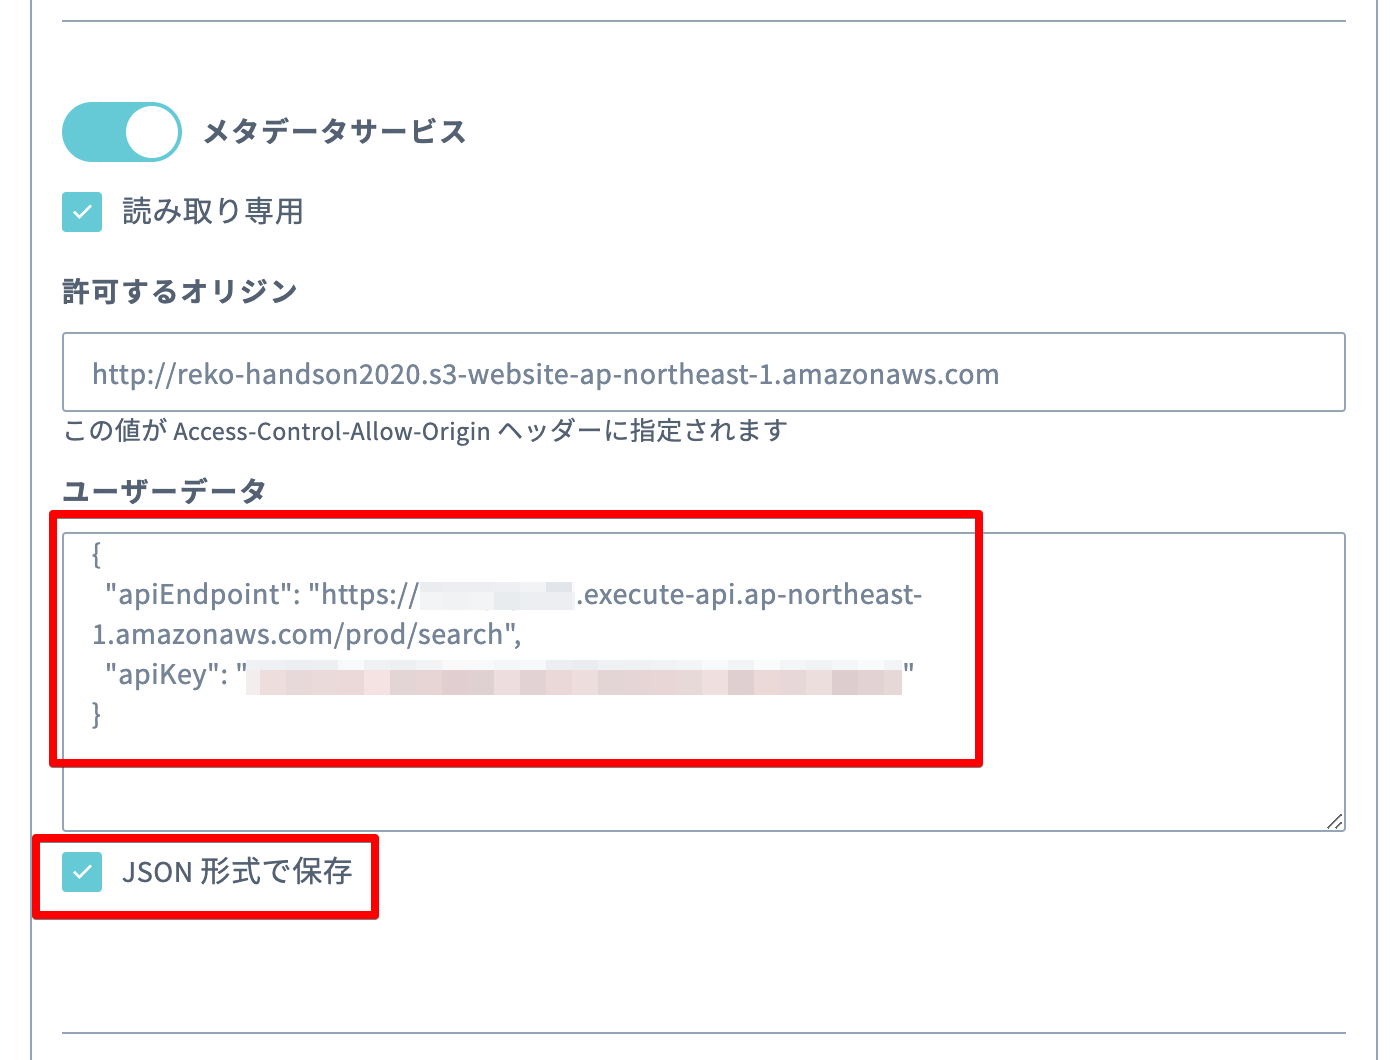 メタデータサービス
読み取り専用
許可するオリジン
http://reko-handson2020.s3-website-ap-northeast-1.amazonaws.com
この値が Access-Control-Allow-Origin ヘッダーに指定されます
ユーザーデータ
{
"apiEndpoint": "https:// .execute-api.ap-northeast-
1.amazonaws.com/prod/search",
"apiKey": " "
}
JSON 形式で保存